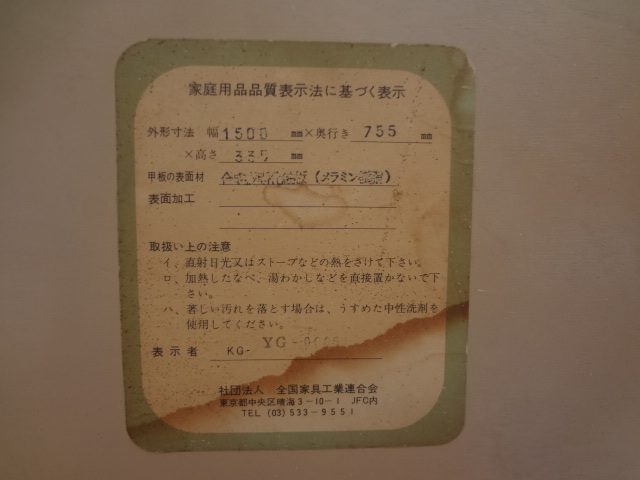 家庭用品品質表示法に基づく表示
外形寸法 幅 1500 mm × 奥行き 755 mm
× 高さ 335 mm
甲板の表面材 (メラミン
表面加工
取扱い上の注意
イ、直射日光又はストーブなどの熱をさけて下さい。
ロ、加熱したなべ、湯わかしなどを直接置かないで下
さい。
ハ、著しい汚れを落とす場合は、うすめた中性洗剤を
使用してください。
表示者 KG- YG-
社団法人 全国家具工業連合会
東京都中央区晴海3-10-1 JFC内
TEL (03)533-9551